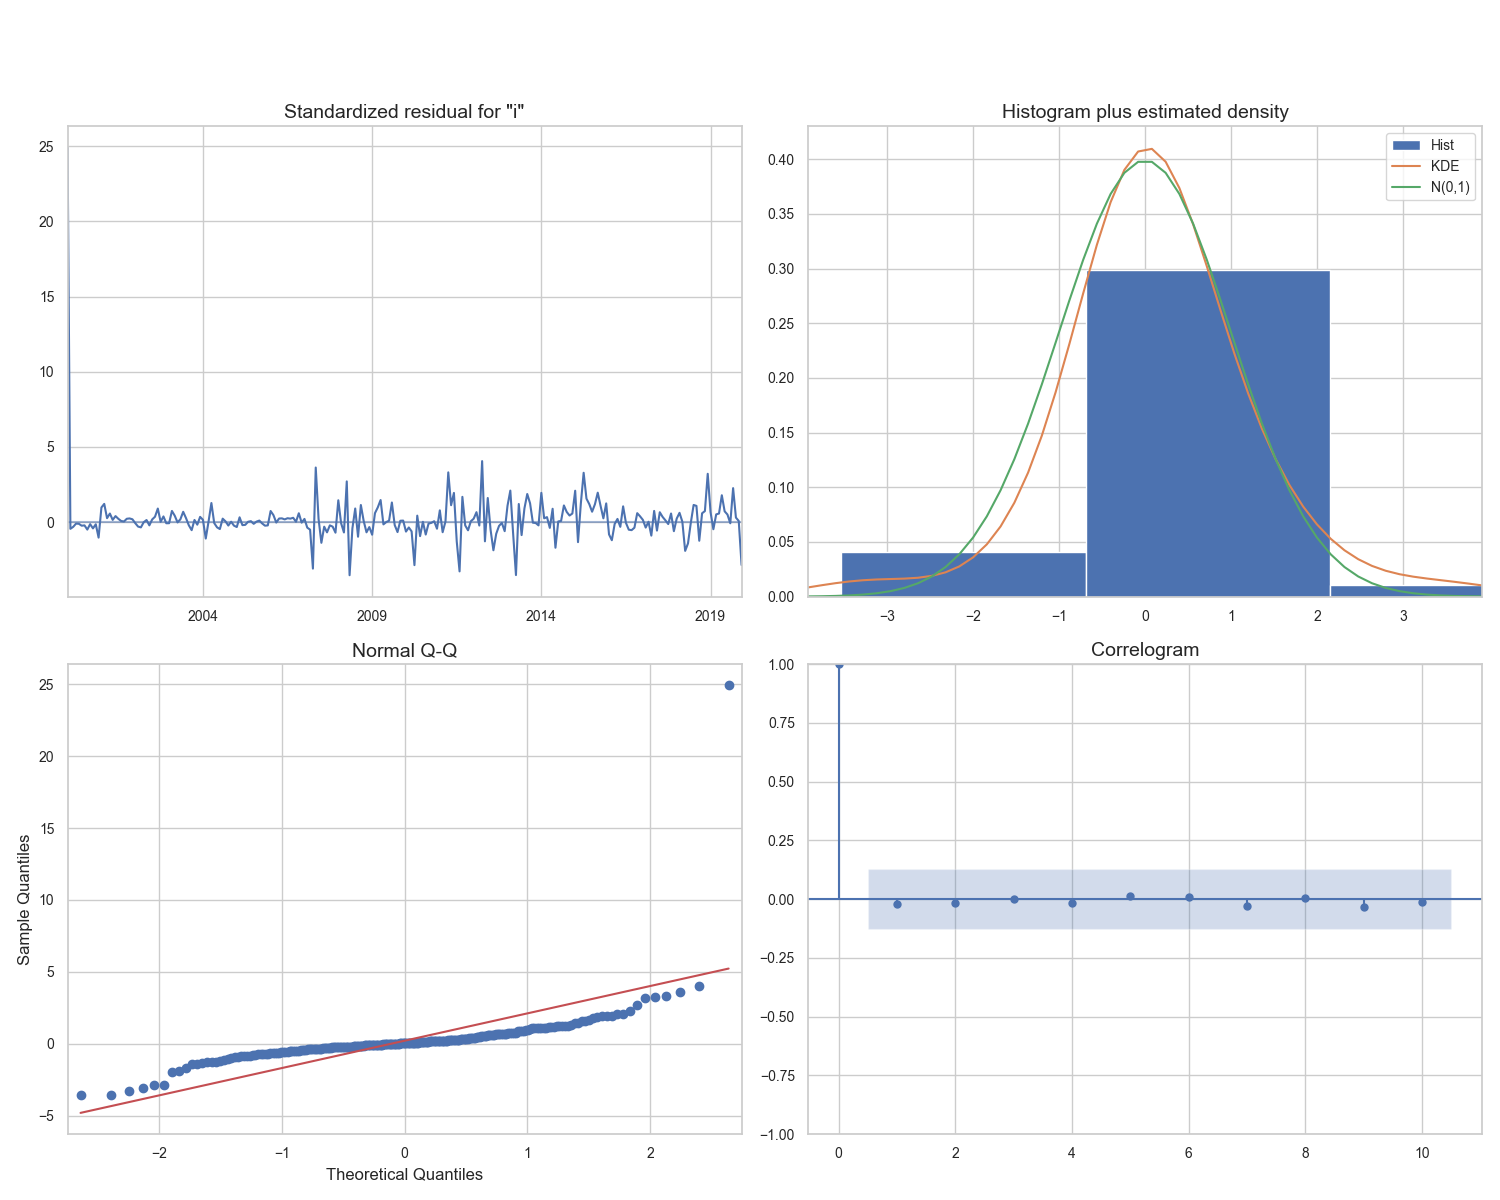 Standardized residual for "i"
25
20
15
10
5
0
2004 2009 2014 2019
Histogram plus estimated density
Hist
KDE
N(0,1)
0.40
0.35
0.30
0.25
0.20
0.15
0.10
0.05
0.00
−3 −2 −1 0 1 2 3
Normal Q-Q
Sample Quantiles
25
20
15
10
5
0
−5
−2 −1 0 1 2
Theoretical Quantiles
Correlogram
1.00
0.75
0.50
0.25
0.00
−0.25
−0.50
−0.75
−1.00
0 2 4 6 8 10